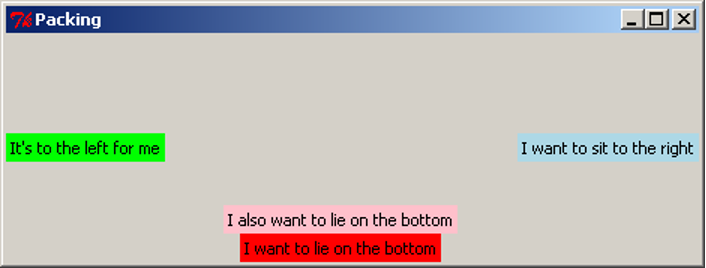 Packing
It's to the left for me
I want to sit to the right
I also want to lie on the bottom
I want to lie on the bottom